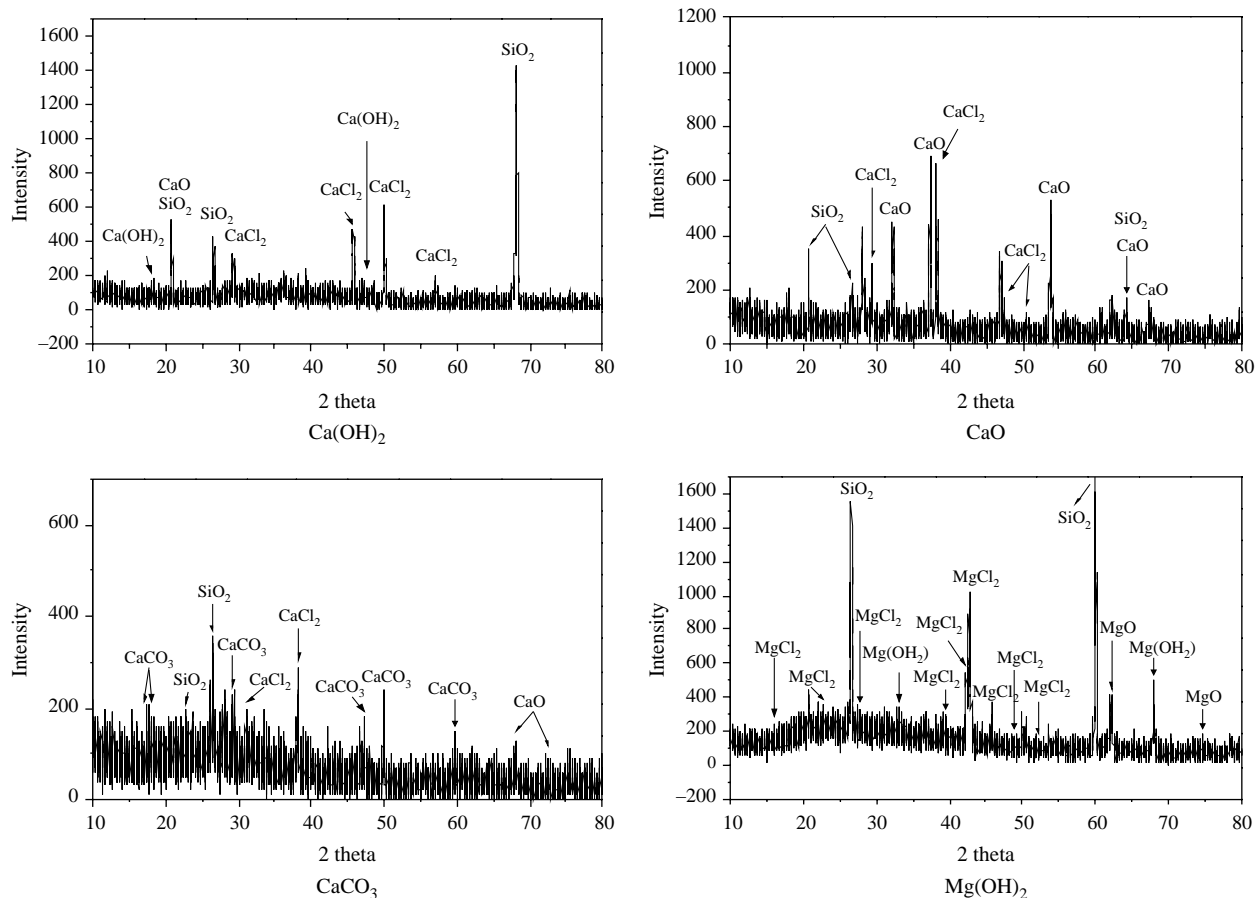 1600
1400
1200
1000
800
600
400
200
0
–200
Intensity
SiO2
Ca(OH)2
CaO
SiO2
SiO2
CaCl2
CaCl2
Ca(OH)2
CaCl2
CaCl2
10 20 30 40 50 60 70 80
2 theta
Ca(OH)2
1200
1000
800
600
400
200
0
Intensity
CaCl2
CaO
CaCl2
CaO
SiO2
CaO
SiO2
CaCl2
CaO
CaO
10 20 30 40 50 60 70 80
2 theta
CaO
600
400
200
0
Intensity
SiO2
CaCl2
CaCO3
CaCO3
SiO2
CaCl2
CaCO3
CaCO3
CaCO3
CaO
10 20 30 40 50 60 70 80
2 theta
CaCO3
1600
1400
1200
1000
800
600
400
200
0
–200
Intensity
SiO2
SiO2
MgCl2
MgCl2
MgCl2
MgO
MgCl2
Mg(OH2)
MgCl2
Mg(OH2)
MgCl2
MgCl2
MgCl2
MgCl2
MgO
10 20 30 40 50 60 70 80
2 theta
Mg(OH)2